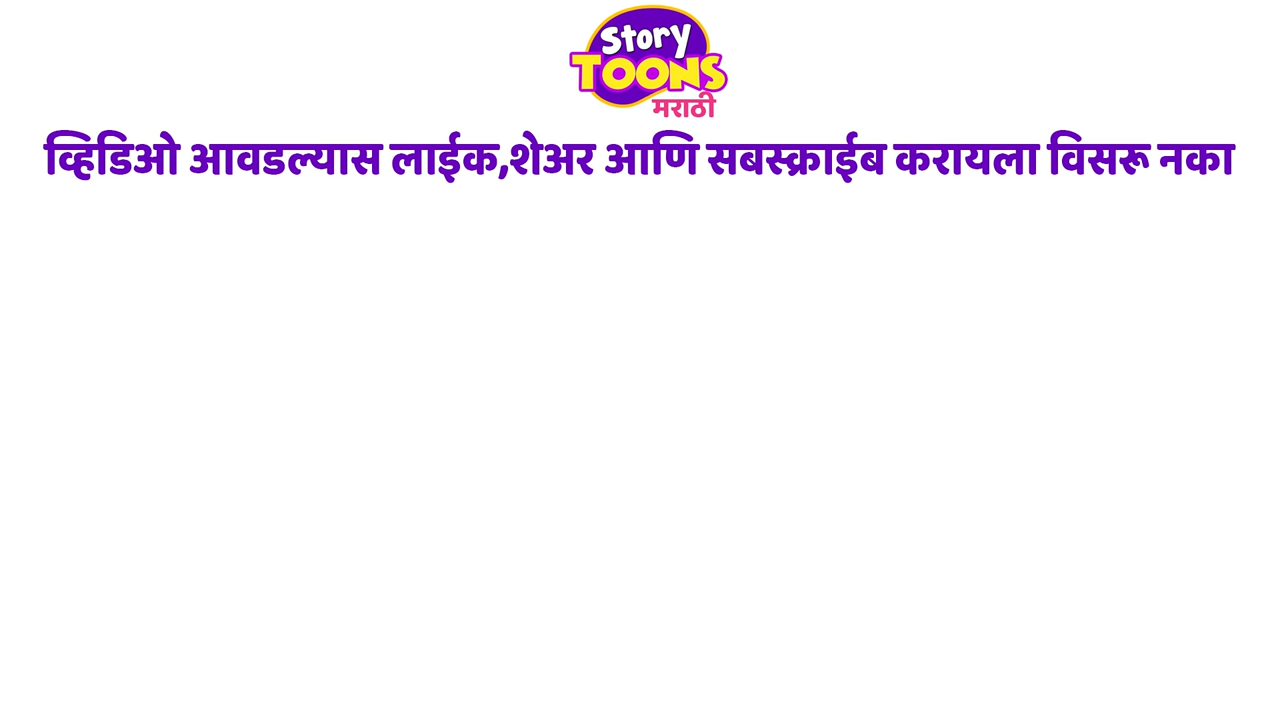 Story
TOONS
मराठी
व्हिडिओ आवडल्यास लाईक,शेअर आणि सबस्क्राईब करायला विसरू नका